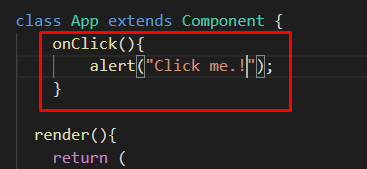 class App extends Component {
onClick(){
alert("Click me.!");
}
render(){
return (